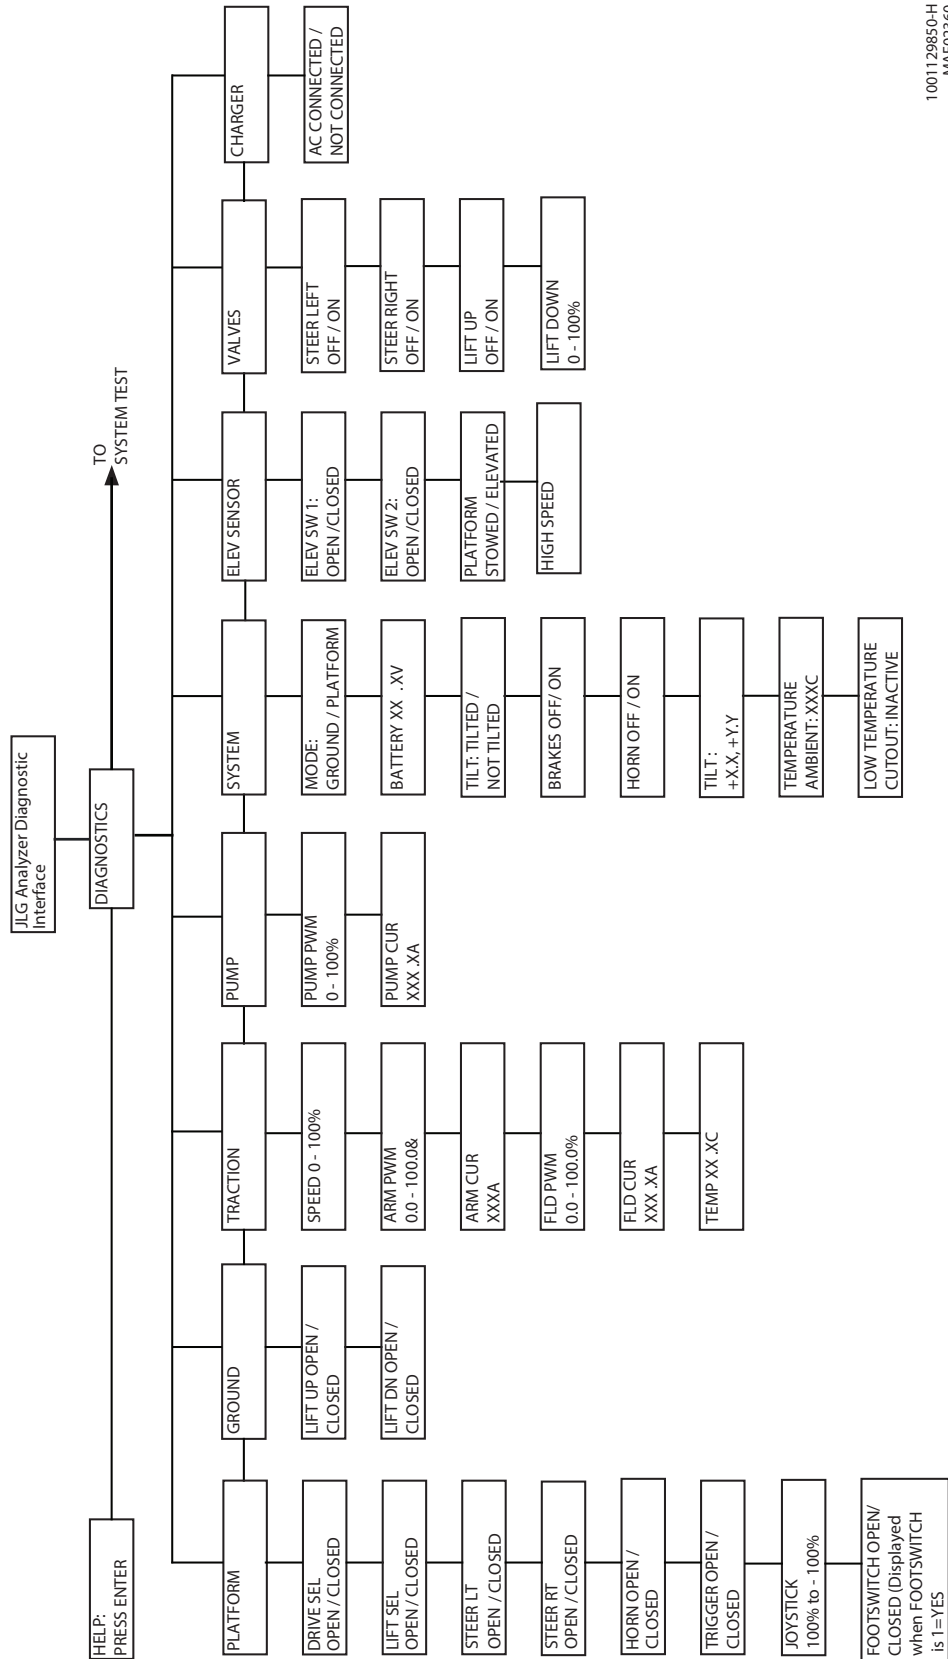 JLG Analyzer Diagnostic
Interface
HELP:
PRESS ENTER
DIAGNOSTICS
TO
SYSTEM TEST
PLATFORM
DRIVE SEL
OPEN / CLOSED
LIFT SEL
OPEN / CLOSED
STEER LT
OPEN / CLOSED
STEER RT
OPEN / CLOSED
HORN OPEN /
CLOSED
TRIGGER OPEN /
CLOSED
JOYSTICK
100% to - 100%
FOOTSWITCH OPEN/
CLOSED (Displayed
when FOOTSWITCH
is 1=YES
GROUND
LIFT UP OPEN /
CLOSED
LIFT DN OPEN /
CLOSED
TRACTION
SPEED 0 - 100%
ARM PWM
0.0 - 100.0&
ARM CUR
XXXA
FLD PWM
0.0 - 100.0%
FLD CUR
XXX .XA
TEMP XX .XC
PUMP
PUMP PWM
0 - 100%
PUMP CUR
XXX .XA
SYSTEM
MODE:
GROUND / PLATFORM
BATTERY XX .XV
TILT: TILTED /
NOT TILTED
BRAKES OFF/ ON
HORN OFF / ON
TILT :
+X.X, +Y.Y
TEMPERATURE
AMBIENT: XXXC
LOW TEMPERATURE
CUTOUT: INACTIVE
ELEV SENSOR
ELEV SW 1:
OPEN /CLOSED
ELEV SW 2:
OPEN /CLOSED
PLATFORM
STOWED / ELEVATED
HIGH SPEED
VALVES
STEER LEFT
OFF / ON
STEER RIGHT
OFF / ON
LIFT UP
OFF / ON
LIFT DOWN
0 - 100%
CHARGER
AC CONNECTED /
NOT CONNECTED
1001129850-H